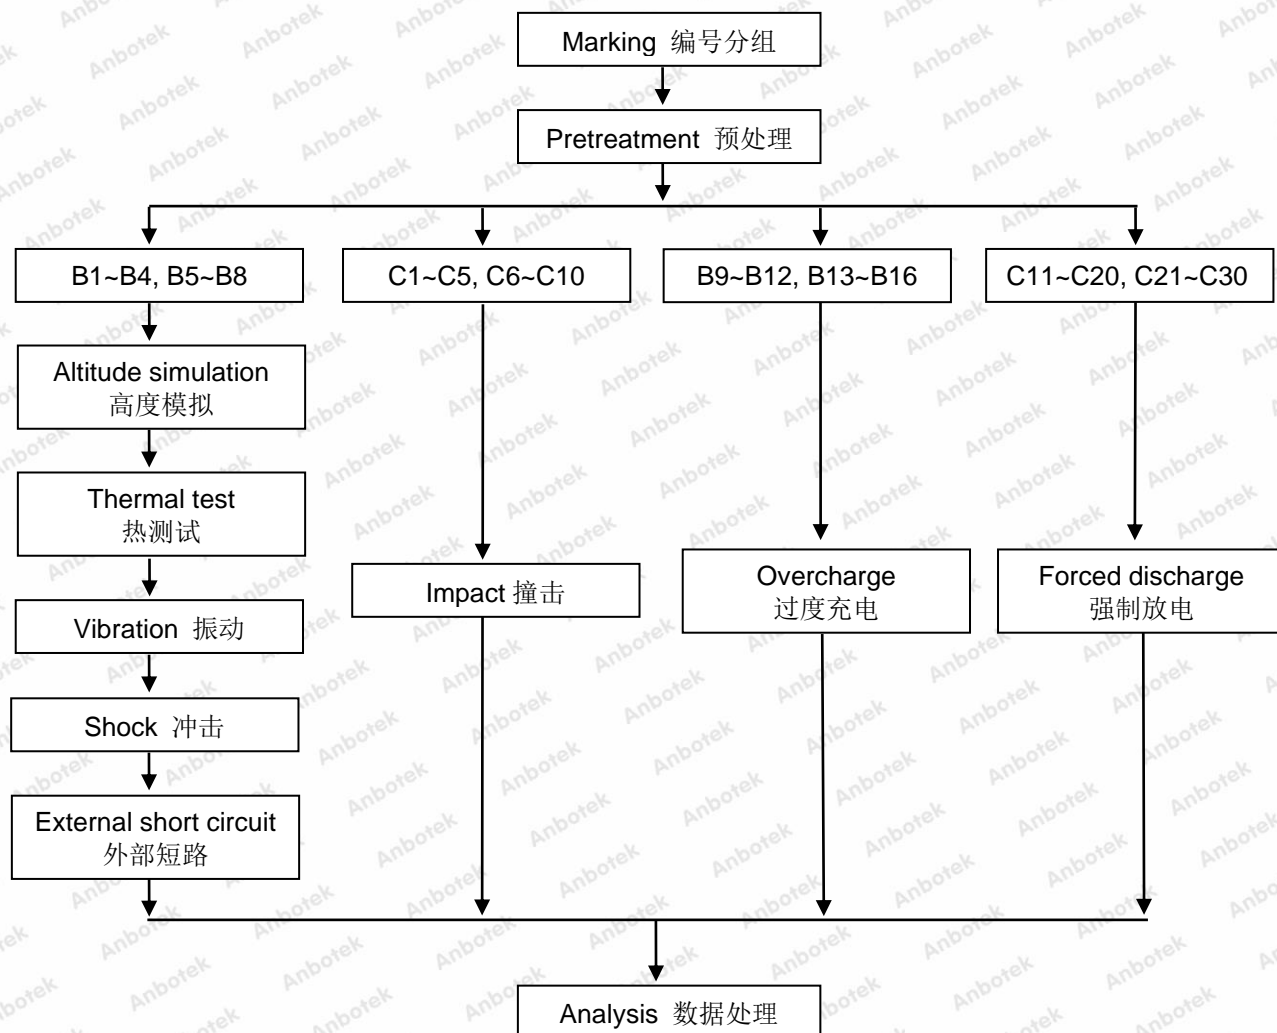 Marking 编号分组
Pretreatment 预处理
B1~B4, B5~B8
C1~C5, C6~C10
B9~B12, B13~B16
C11~C20, C21~C30
Altitude simulation
高度模拟
Thermal test
热测试
Vibration 振动
Shock 冲击
External short circuit
外部短路
Impact 撞击
Overcharge
过度充电
Forced discharge
强制放电
Analysis 数据处理
Anbotek